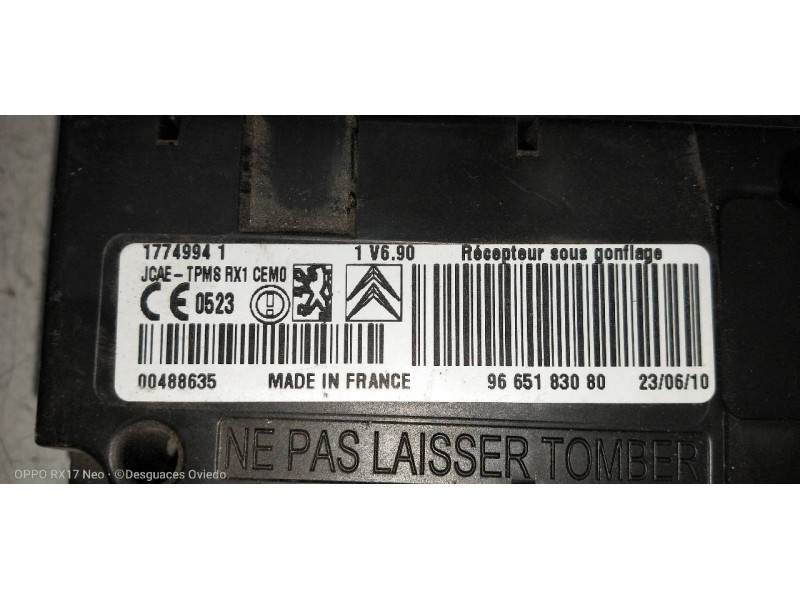 1774994 1 1 V6.90 Récepteur sous gonflage
JCAE - TPMS RX1 CEM0
CE 0523
00488635 MADE IN FRANCE 96 651 830 80 23/06/10
NE PAS LAISSER TOMBER
OPPO RX17 Neo · ©Desguaces Oviedo